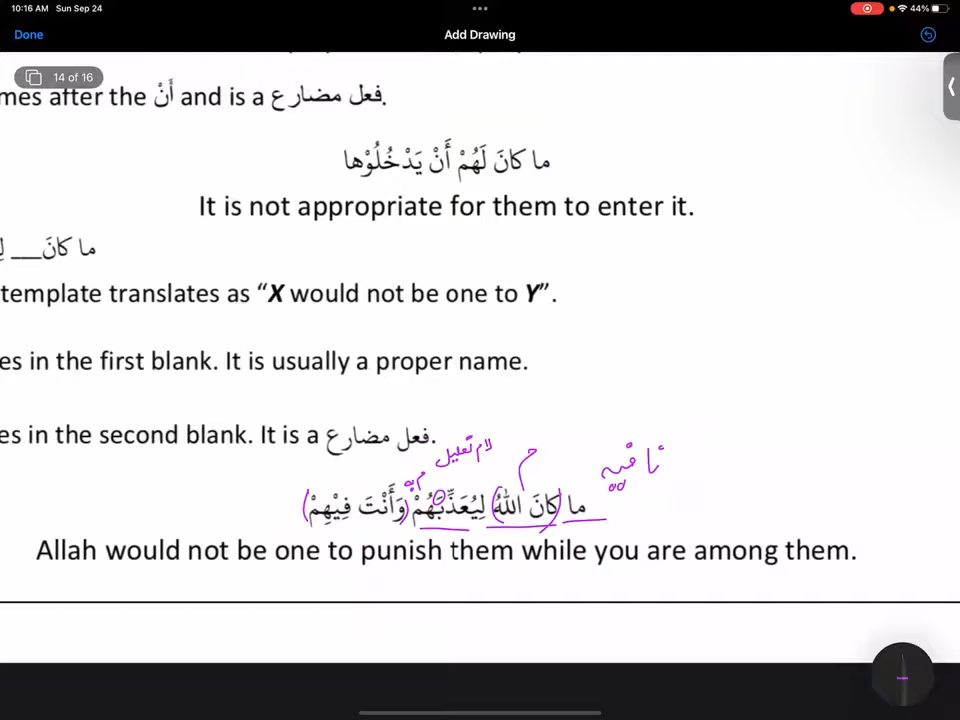 10:16 AM Sun Sep 24
44%
Done
Add Drawing
14 of 16
mes after the أَنْ and is a فعل مضارع.
ما كانَ لَهُمْ أَنْ يَدْخُلُوْها
It is not appropriate for them to enter it.
ما كانَ___ لِ
template translates as “X would not be one to Y”.
es in the first blank. It is usually a proper name.
es in the second blank. It is a فعل مضارع.
لام تعليل
م
نافية
م به
ما (كانَ اللهُ) لِيُعَذِّبَهُمْ (وَأَنْتَ فِيْهِمْ)
Allah would not be one to punish them while you are among them.